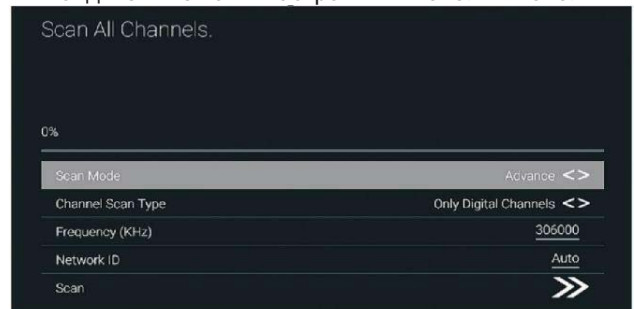 Scan All Channels.
0%
Scan Mode Advance <>
Channel Scan Type Only Digital Channels <>
Frequency (KHz) 306000
Network ID Auto
Scan >>